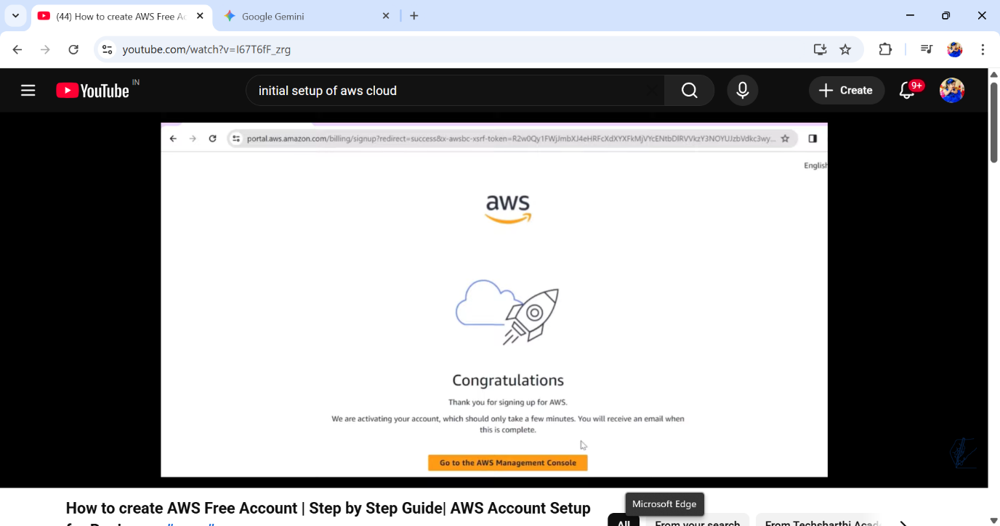 (44) How to create AWS Free Ac
Google Gemini
youtube.com/watch?v=I67T6fF_zrg
YouTube IN
initial setup of aws cloud
Create
9+
portal.aws.amazon.com/billing/signup?redirect=success&x-awsbc-xsrf-token=
English
aws
Congratulations
Thank you for signing up for AWS.
We are activating your account, which should only take a few minutes. You will receive an email when
this is complete.
Go to the AWS Management Console
How to create AWS Free Account | Step by Step Guide| AWS Account Setup
Microsoft Edge
All
From your search
From Techsharthi Acad